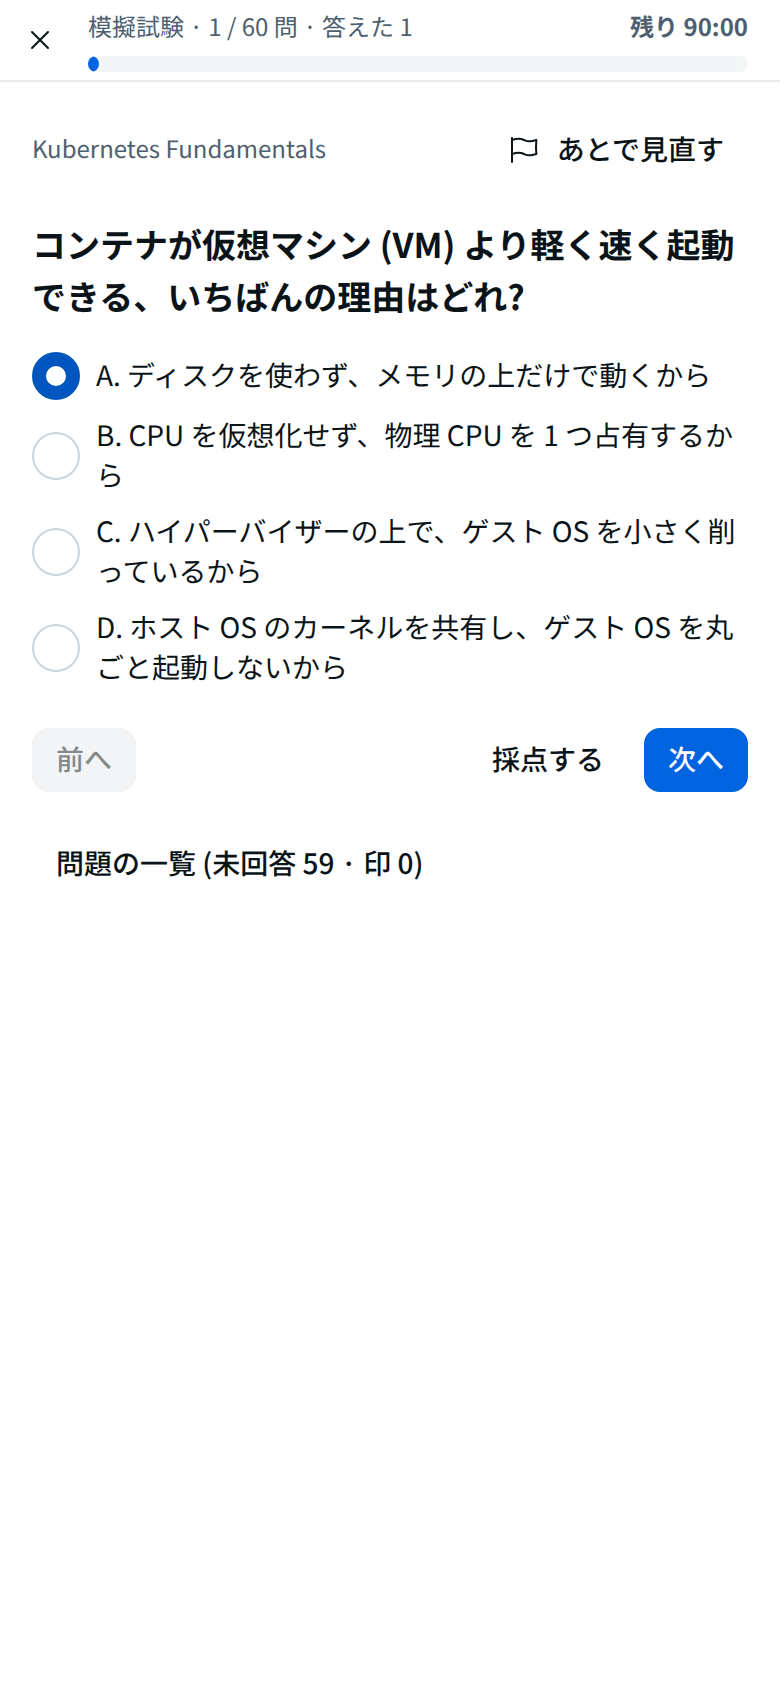 模擬試験 · 1 / 60 問 · 答えた 1
残り 90:00
Kubernetes Fundamentals
あとで見直す
コンテナが仮想マシン (VM) より軽く速く起動
できる、いちばんの理由はどれ?
A. ディスクを使わず、メモリの上だけで動くから
B. CPU を仮想化せず、物理 CPU を 1 つ占有するか
ら
C. ハイパーバイザーの上で、ゲスト OS を小さく削
っているから
D. ホスト OS のカーネルを共有し、ゲスト OS を丸
ごと起動しないから
前へ
採点する
次へ
問題の一覧 (未回答 59 · 印 0)